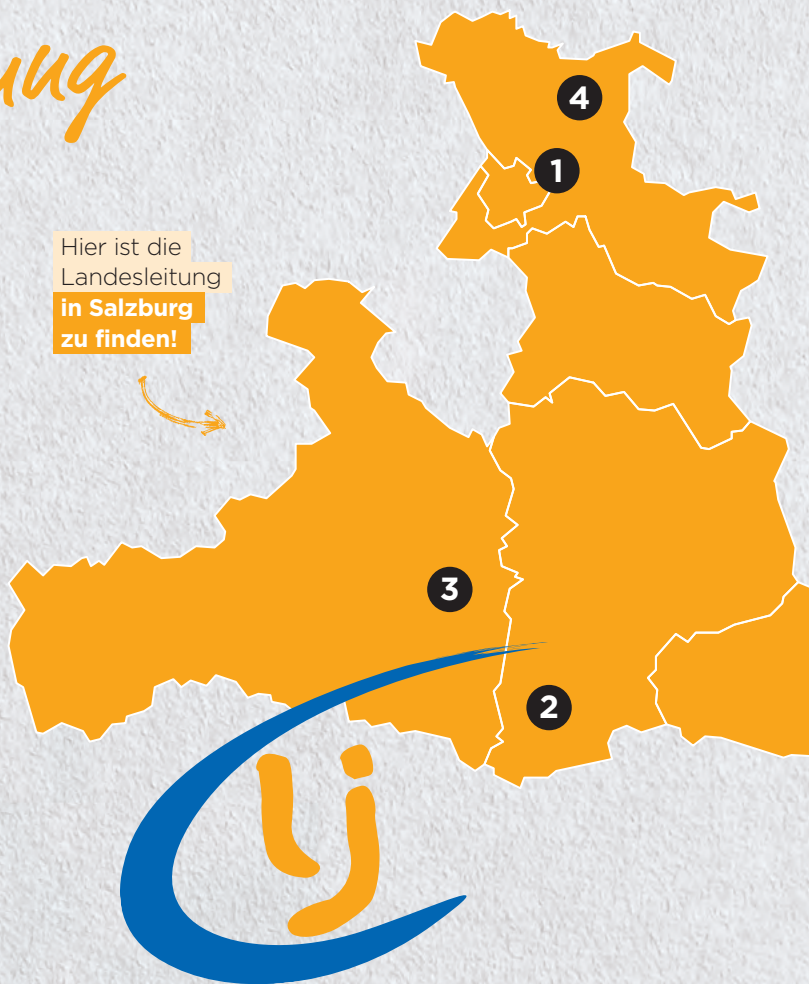 ung
Hier ist die
Landesleitung
in Salzburg
zu finden!
4
1
3
2
lj